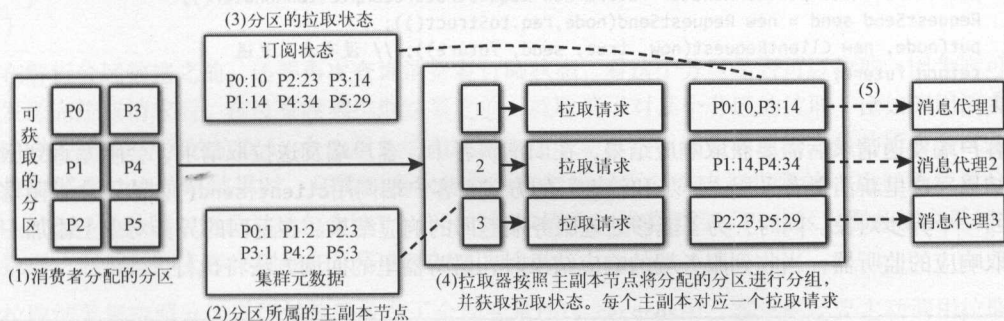 (3)分区的拉取状态
RequestSend send = new RequestSend(node,req.toStruct());
订阅状态
P0:10 P2:23 P3:14
P1:14 P4:34 P5:29
可获取的分区
P0 P3
P1 P4
P2 P5
(1)消费者分配的分区
P0:1 P1:2 P2:3
P3:1 P4:2 P5:3
集群元数据
(2)分区所属的主副本节点
1 拉取请求 P0:10,P3:14 (5) 消息代理1
2 拉取请求 P1:14,P4:34 消息代理2
3 拉取请求 P2:23,P5:29 消息代理3
(4)拉取器按照主副本节点将分配的分区进行分组，
并获取拉取状态。每个主副本对应一个拉取请求